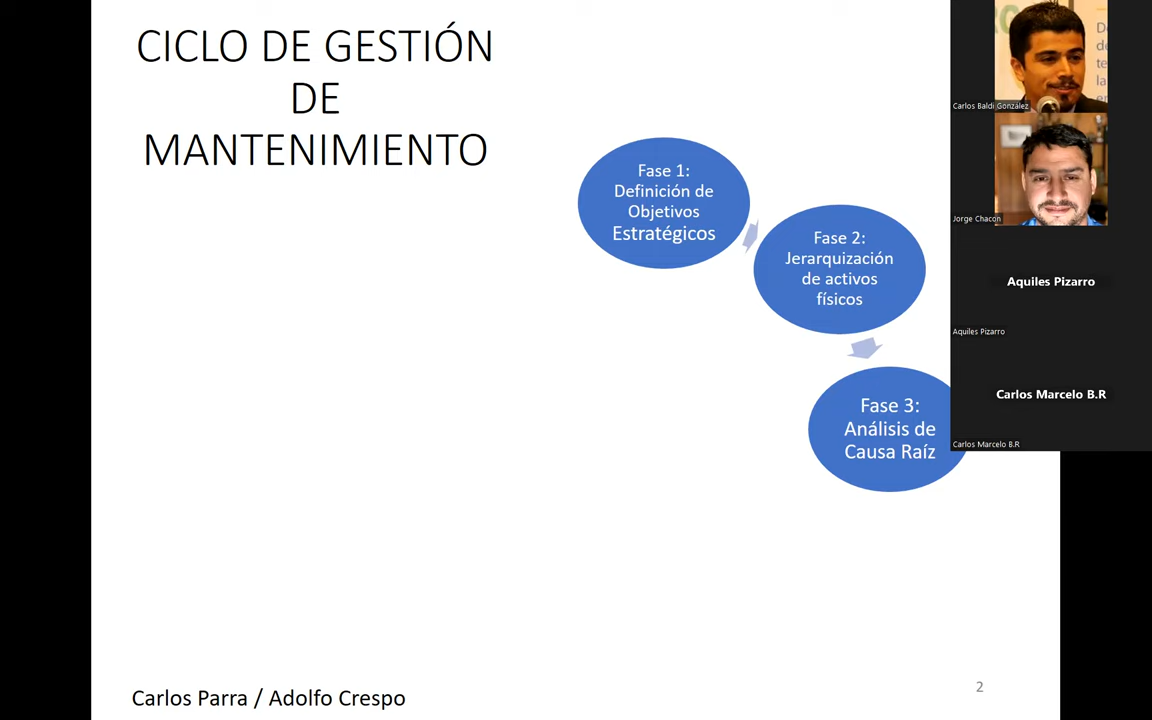 CICLO DE GESTIÓN
DE
MANTENIMIENTO
Fase 1:
Definición de
Objetivos
Estratégicos
Fase 2:
Jerarquización
de activos
físicos
Fase 3:
Análisis de
Causa Raíz
Carlos Parra / Adolfo Crespo
2
Carlos Baldi González
Jorge Chacon
Aquiles Pizarro
Aquiles Pizarro
Carlos Marcelo B.R
Carlos Marcelo B.R